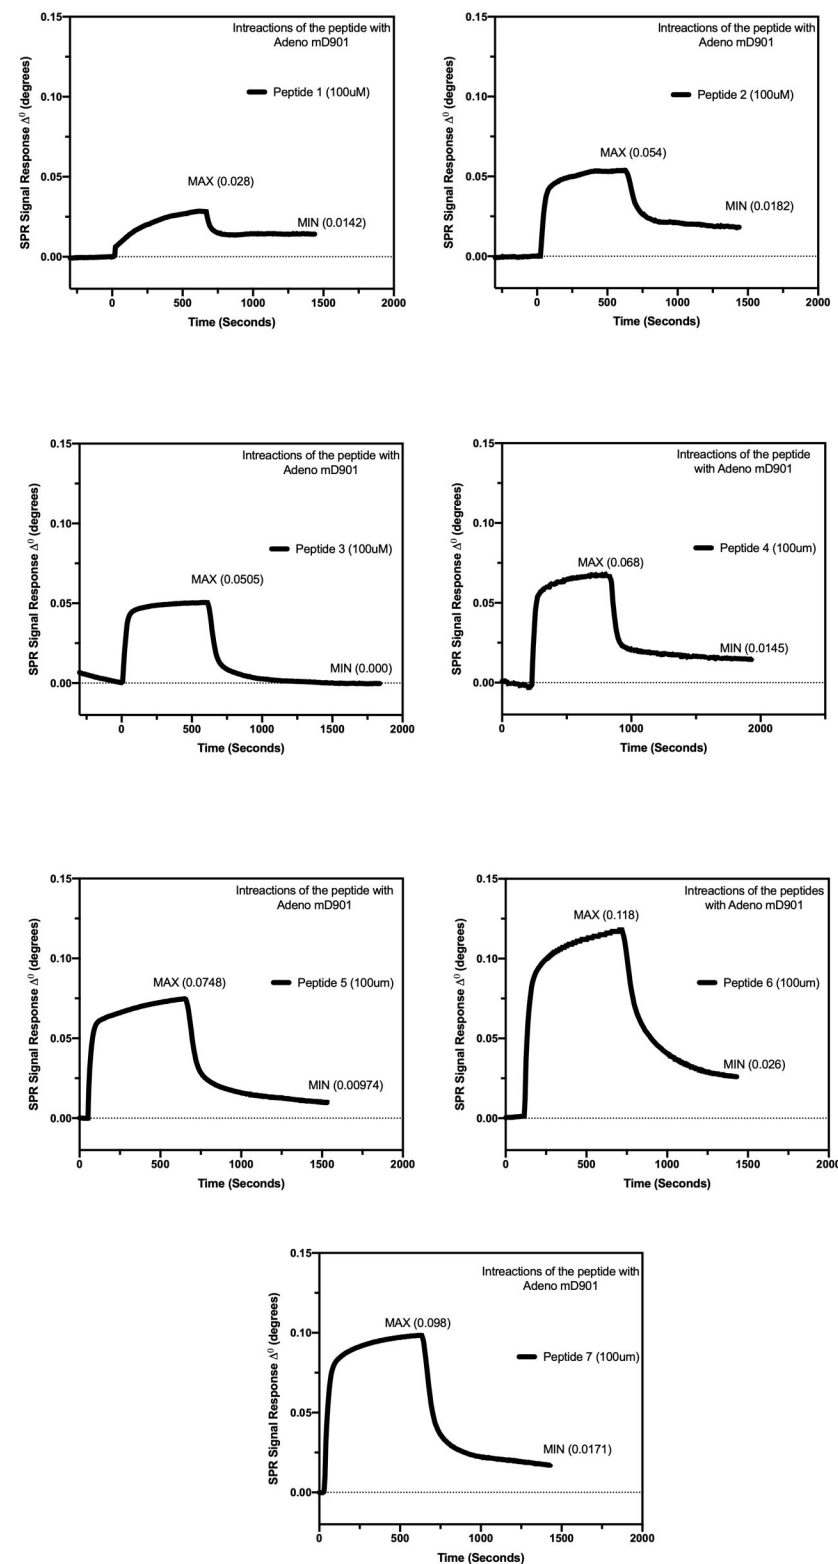 Intreactions of the peptide with
Adeno mD901
Peptide 1 (100uM)
MAX (0.028)
MIN (0.0142)
SPR Signal Response Δ⁰ (degrees)
0.15
0.10
0.05
0.00
0 500 1000 1500 2000
Time (Seconds)
Intreactions of the peptide with
Adeno mD901
Peptide 2 (100uM)
MAX (0.054)
MIN (0.0182)
SPR Signal Response Δ⁰ (degrees)
0.15
0.10
0.05
0.00
0 500 1000 1500 2000
Time (Seconds)
Intreactions of the peptide with
Adeno mD901
Peptide 3 (100uM)
MAX (0.0505)
MIN (0.000)
SPR Signal Response Δ⁰ (degrees)
0.15
0.10
0.05
0.00
0 500 1000 1500 2000
Time (Seconds)
Intreactions of the peptide
with Adeno mD901
Peptide 4 (100um)
MAX (0.068)
MIN (0.0145)
SPR Signal Response Δ⁰ (degrees)
0.15
0.10
0.05
0.00
0 1000 2000
Time (Seconds)
Intreactions of the peptide with
Adeno mD901
Peptide 5 (100um)
MAX (0.0748)
MIN (0.00974)
SPR Signal Response Δ⁰ (degrees)
0.15
0.10
0.05
0.00
0 500 1000 1500 2000
Time (Seconds)
Intreactions of the peptides
with Adeno mD901
Peptide 6 (100um)
MAX (0.118)
MIN (0.026)
SPR Signal Response Δ⁰ (degrees)
0.15
0.10
0.05
0.00
0 500 1000 1500 2000
Time (Seconds)
Intreactions of the peptide with
Adeno mD901
Peptide 7 (100um)
MAX (0.098)
MIN (0.0171)
SPR Signal Response Δ⁰ (degrees)
0.15
0.10
0.05
0.00
0 500 1000 1500 2000
Time (Seconds)